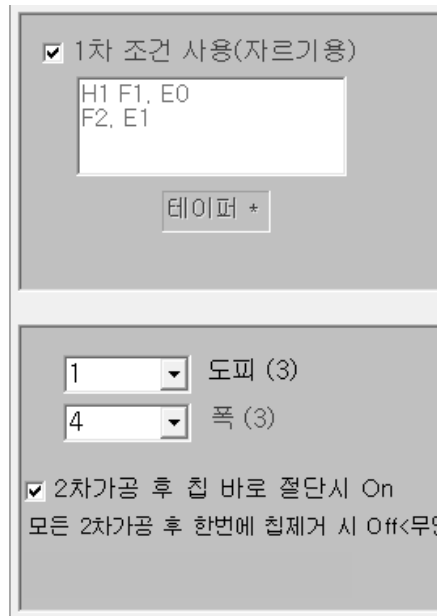 1차 조건 사용(자르기용)
H1 F1, E0
F2, E1
테이퍼 *
1 도피 (3)
4 폭 (3)
2차가공 후 칩 바로 절단시 On
모든 2차가공 후 한번에 칩제거 시 Off